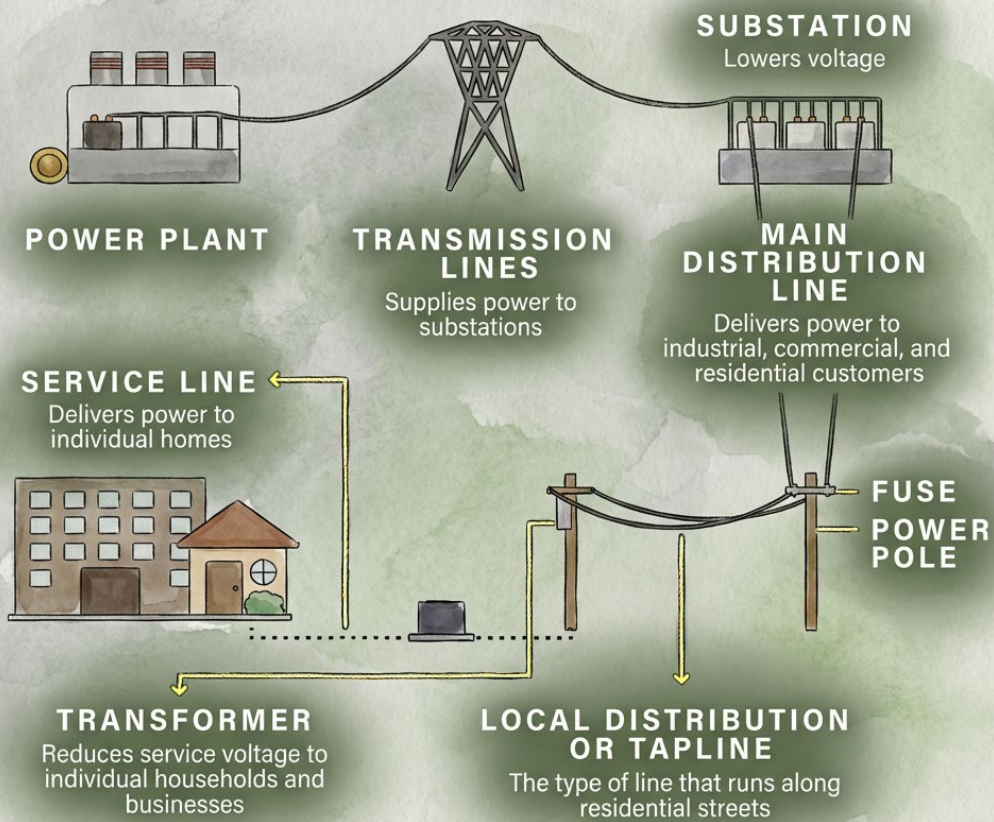 SUBSTATION
Lowers voltage
POWER PLANT
TRANSMISSION
LINES
Supplies power to
substations
MAIN
DISTRIBUTION
LINE
Delivers power to
industrial, commercial, and
residential customers
SERVICE LINE
Delivers power to
individual homes
FUSE
POWER
POLE
TRANSFORMER
Reduces service voltage to
individual households and
businesses
LOCAL DISTRIBUTION
OR TAPLINE
The type of line that runs along
residential streets